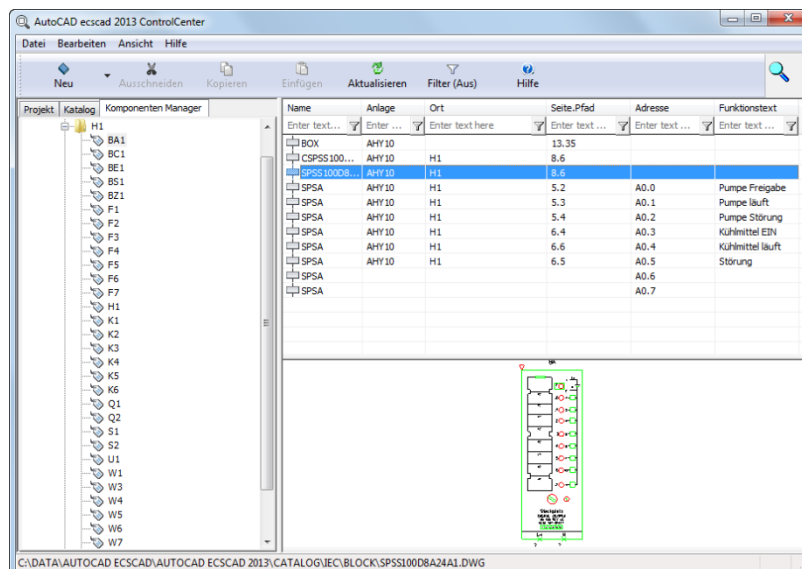 AutoCAD ecscad 2013 ControlCenter
Datei Bearbeiten Ansicht Hilfe
Neu Ausschneiden Kopieren Einfügen Aktualisieren Filter (Aus) Hilfe
Projekt Katalog Komponenten Manager
Name Anlage Ort Seite.Pfad Adresse Funktionstext
Enter text... Enter ... Enter text here Enter text ... Enter text ... Enter text ...
H1
BA1
BC1
BE1
BS1
BZ1
F1
F2
F3
F4
F5
F6
F7
H1
K1
K2
K3
K4
K5
K6
Q1
Q2
S1
S2
U1
W1
W3
W4
W5
W6
W7
BOX AHY10 13.35
CSPSS100... AHY10 H1 8.6
SPSS100D8... AHY10 H1 8.6
SPSA AHY10 H1 5.2 A0.0 Pumpe Freigabe
SPSA AHY10 H1 5.3 A0.1 Pumpe läuft
SPSA AHY10 H1 5.4 A0.2 Pumpe Störung
SPSA AHY10 H1 6.4 A0.3 Kühlmittel EIN
SPSA AHY10 H1 6.6 A0.4 Kühlmittel läuft
SPSA AHY10 H1 6.5 A0.5 Störung
SPSA A0.6
SPSA A0.7
C:\DATA\AUTOCAD ECSCAD\AUTOCAD ECSCAD 2013\CATALOG\IEC\BLOCK\SPSS100D8A24A1.DWG